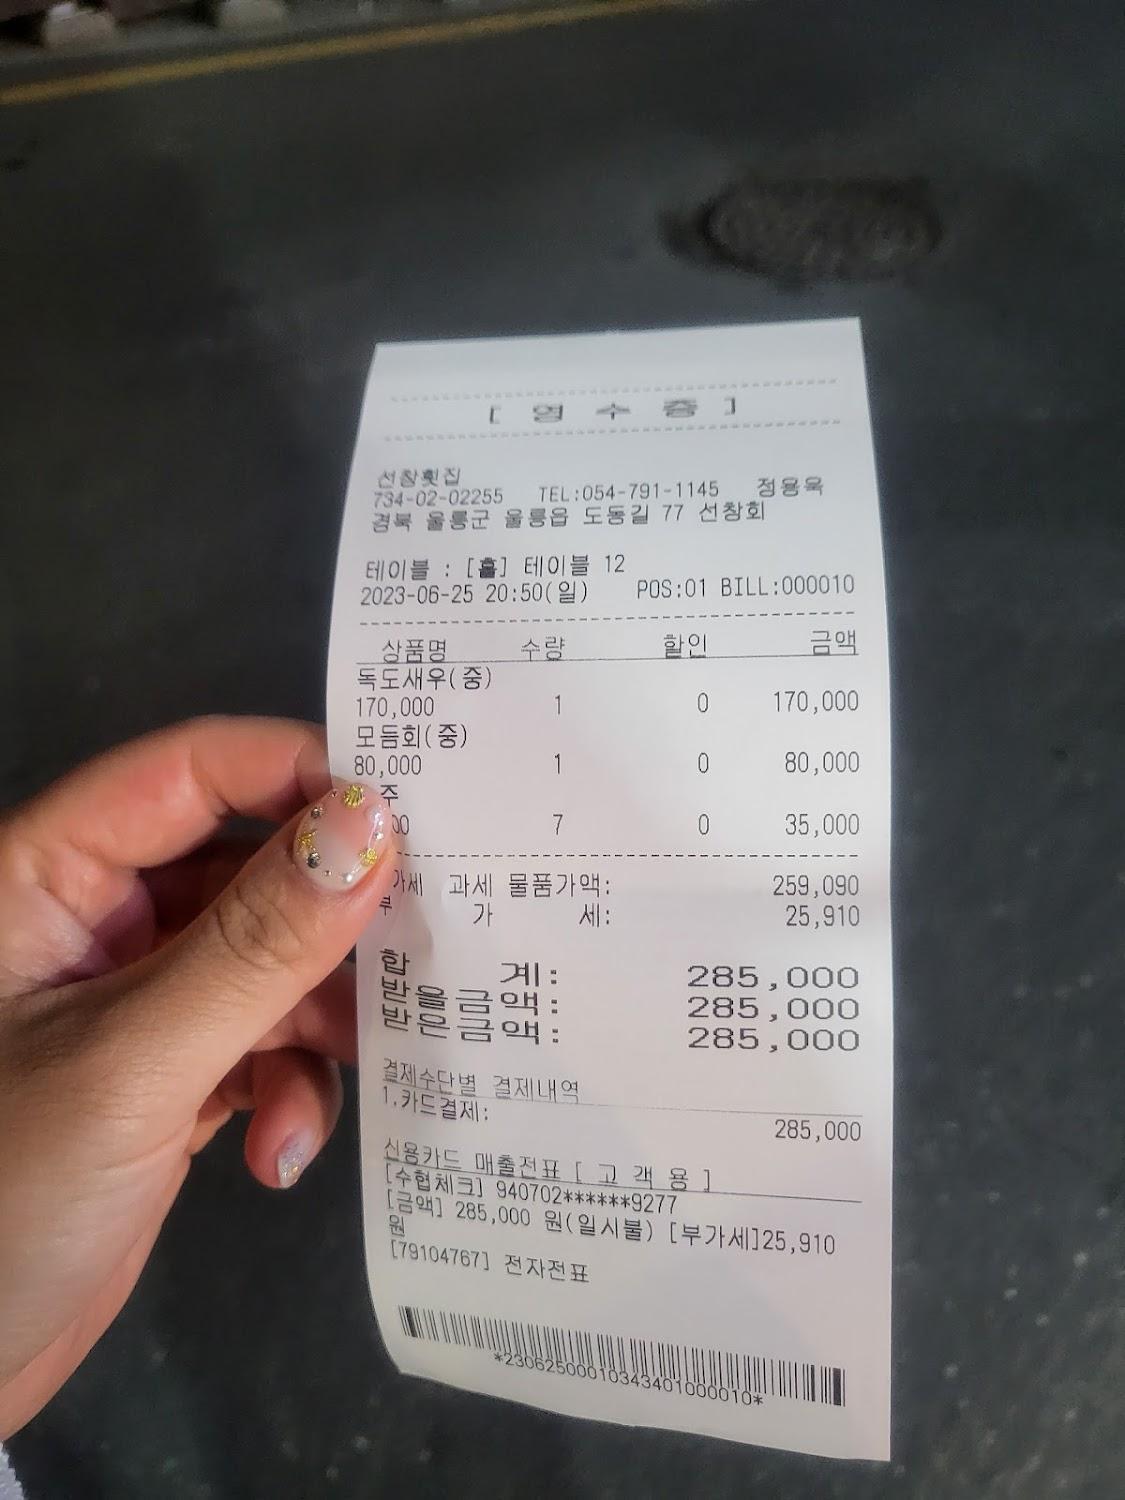 [ 영 수 증 ]
선창횟집
734-02-02255 TEL:054-791-1145 정용욱
경북 울릉군 울릉읍 도동길 77 선창회
테이블 : [홀] 테이블 12
2023-06-25 20:50(일) POS:01 BILL:000010
상품명 수량 할인 금액
독도새우(중)
170,000 1 0 170,000
모듬회(중)
80,000 1 0 80,000
주
00 7 0 35,000
가세 과세 물품가액: 259,090
부 가 세: 25,910
합 계: 285,000
받을금액: 285,000
받은금액: 285,000
결제수단별 결제내역
1.카드결제: 285,000
신용카드 매출전표 [ 고 객 용 ]
[수협체크] 940702******9277
[금액] 285,000 원(일시불) [부가세]25,910
원
[79104767] 전자전표
*23062500010343401000010*